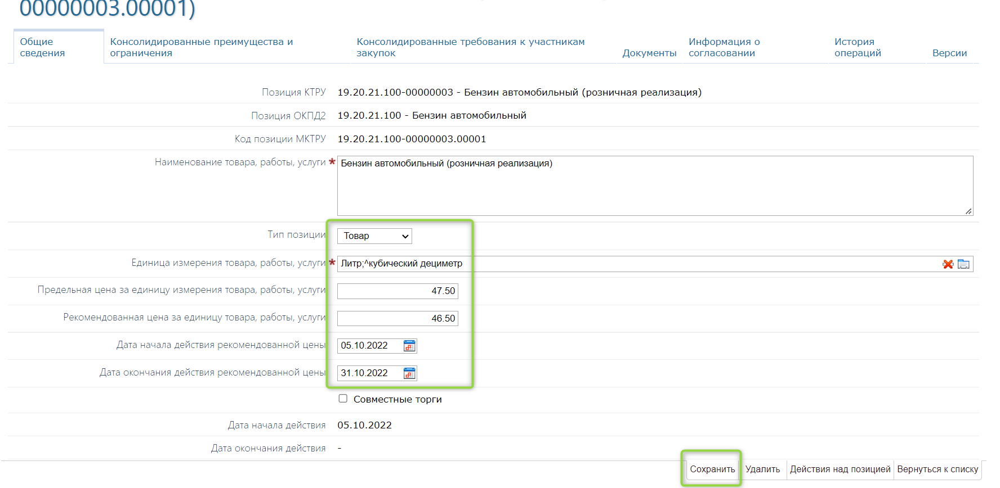 00000003.00001)
Общие сведения
Консолидированные преимущества и ограничения
Консолидированные требования к участникам закупок
Документы
Информация о согласовании
История операций
Версии
Позиция КТРУ 19.20.21.100-00000003 - Бензин автомобильный (розничная реализация)
Позиция ОКПД2 19.20.21.100 - Бензин автомобильный
Код позиции МКТРУ 19.20.21.100-00000003.00001
Наименование товара, работы, услуги * Бензин автомобильный (розничная реализация)
Тип позиции Товар
Единица измерения товара, работы, услуги * Литр;^кубический дециметр
Предельная цена за единицу измерения товара, работы, услуги 47.50
Рекомендованная цена за единицу товара, работы, услуги 46.50
Дата начала действия рекомендованной цены 05.10.2022
Дата окончания действия рекомендованной цены 31.10.2022
Совместные торги
Дата начала действия 05.10.2022
Дата окончания действия -
Сохранить Удалить Действия над позицией Вернуться к списку